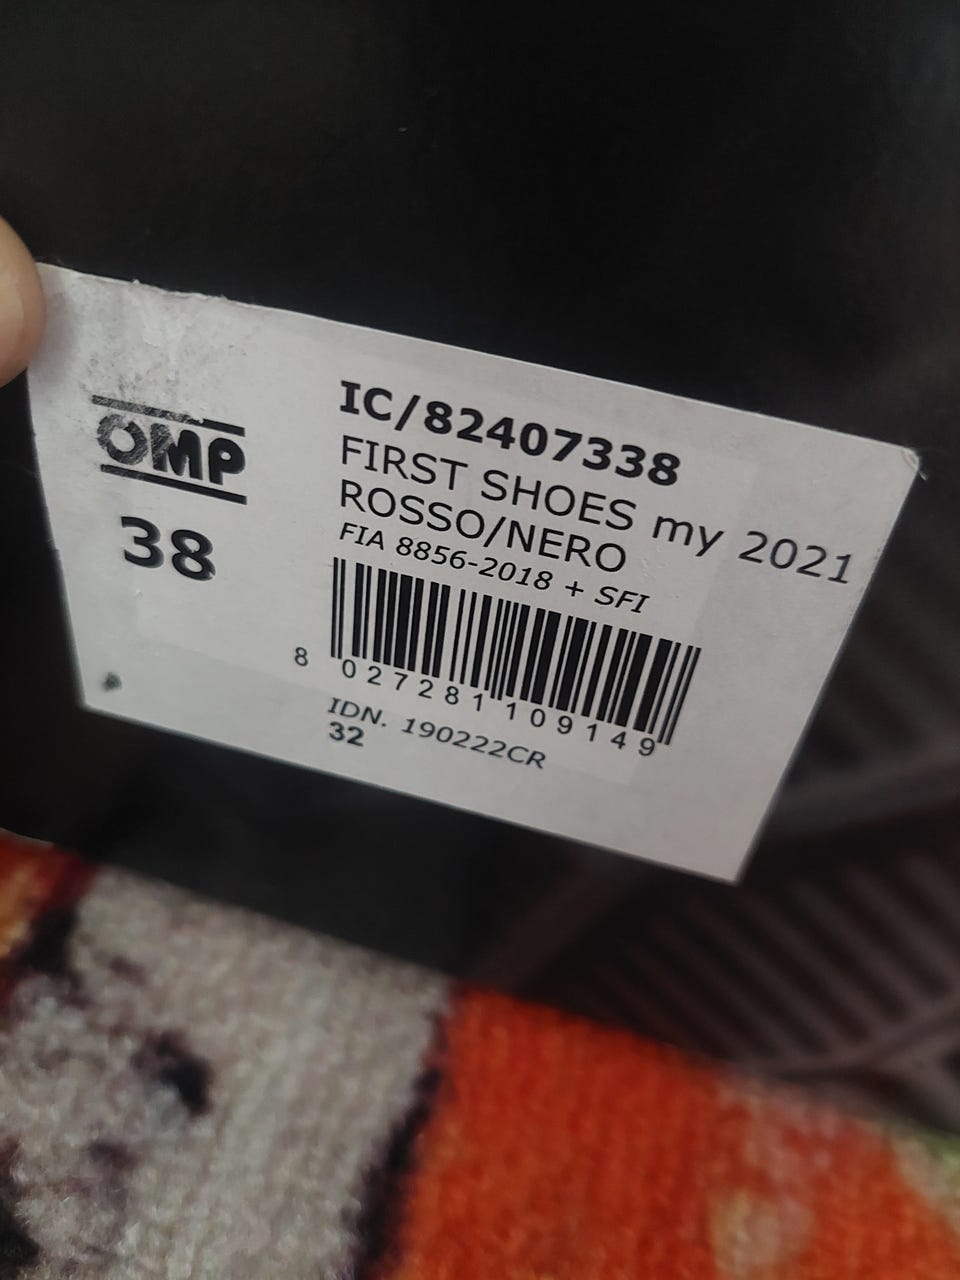 OMP
38
IC/82407338
FIRST SHOES my 2021
ROSSO/NERO
FIA 8856-2018 + SFI
8 027281 109149
IDN. 190222CR
32